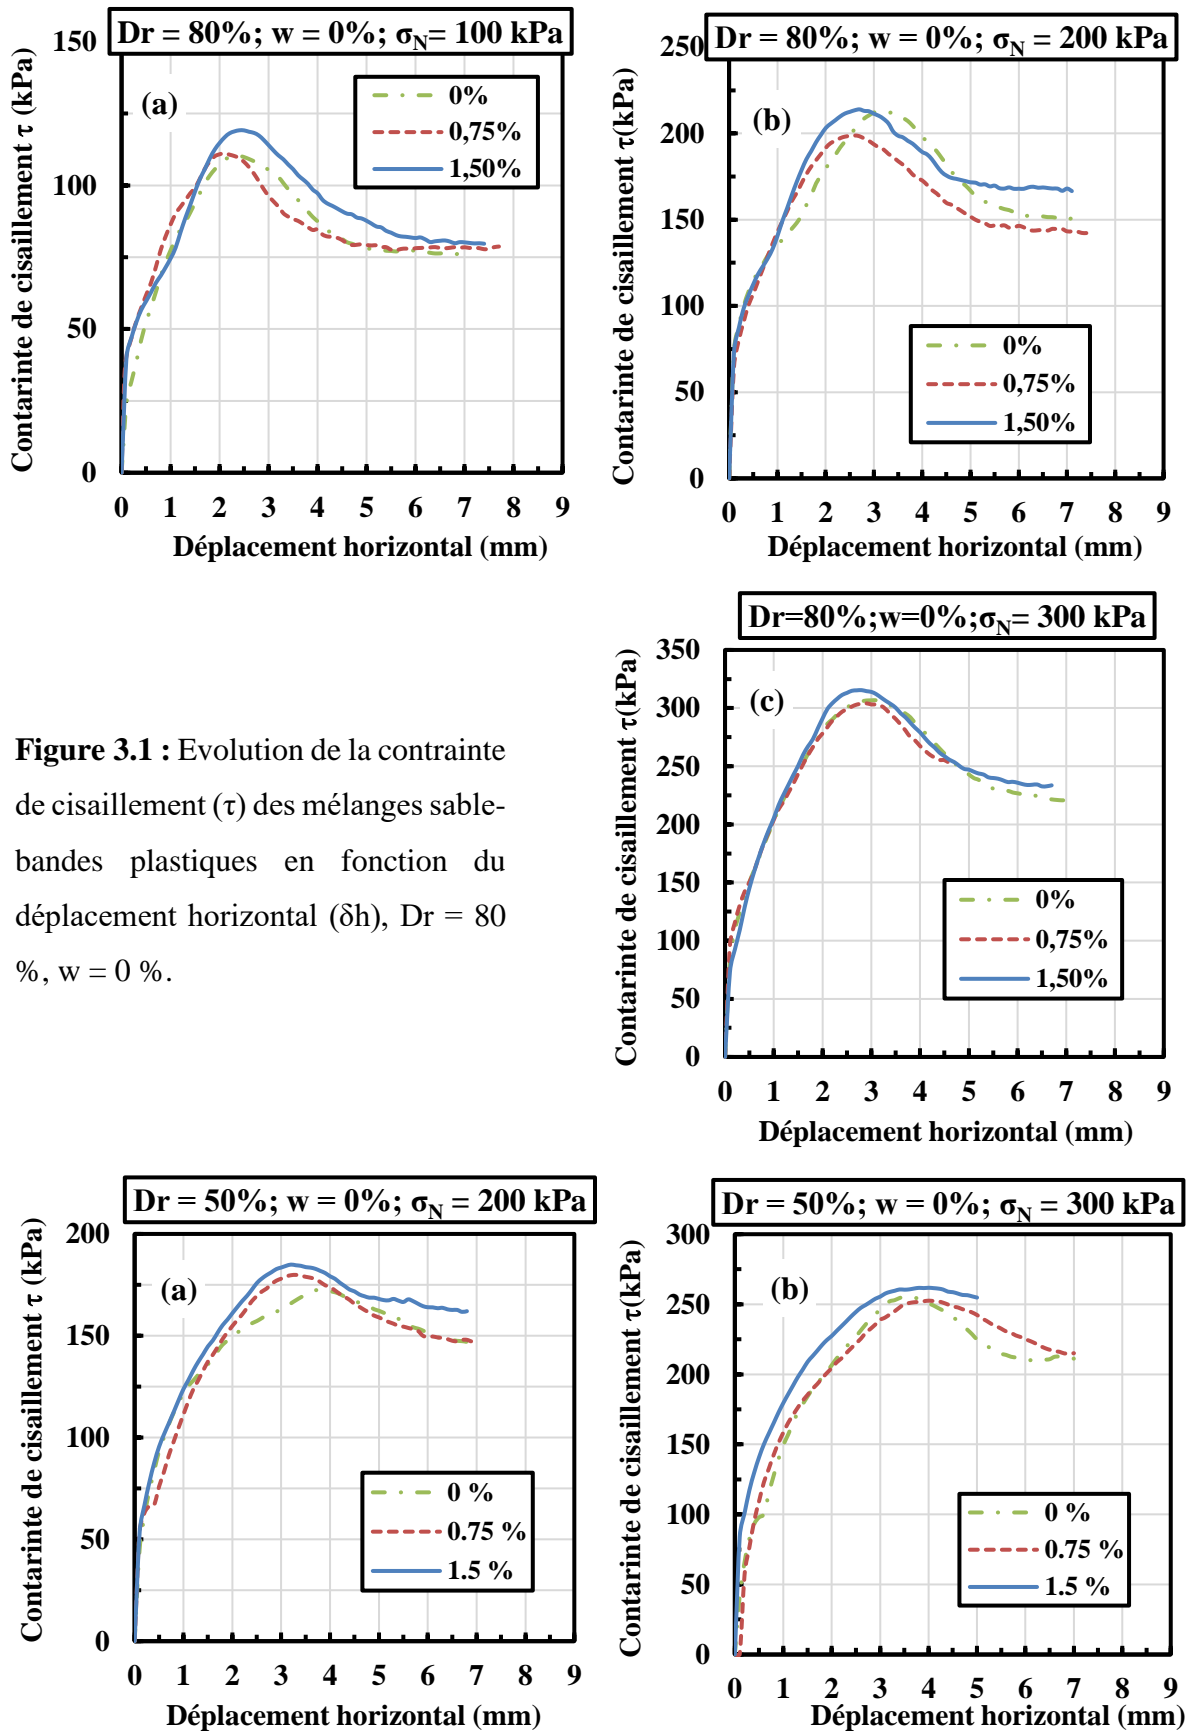 Dr = 80%; w = 0%; σN= 100 kPa
Contarinte de cisaillement τ (kPa)
(a)
0%
0,75%
1,50%
150
100
50
0
0 1 2 3 4 5 6 7 8 9
Déplacement horizontal (mm)
Dr = 80%; w = 0%; σN = 200 kPa
Contarinte de cisaillement τ(kPa)
(b)
0%
0,75%
1,50%
250
200
150
100
50
0
0 1 2 3 4 5 6 7 8 9
Déplacement horizontal (mm)
Figure 3.1 : Evolution de la contrainte
de cisaillement (τ) des mélanges sable-
bandes plastiques en fonction du
déplacement horizontal (δh), Dr = 80
%, w = 0 %.
Dr=80%;w=0%;σN= 300 kPa
Contarinte de cisaillement τ(kPa)
(c)
0%
0,75%
1,50%
350
300
250
200
150
100
50
0
0 1 2 3 4 5 6 7 8 9
Déplacement horizontal (mm)
Dr = 50%; w = 0%; σN = 200 kPa
Contarinte de cisaillement τ (kPa)
(a)
0 %
0.75 %
1.5 %
200
150
100
50
0
0 1 2 3 4 5 6 7 8 9
Déplacement horizontal (mm)
Dr = 50%; w = 0%; σN = 300 kPa
Contarinte de cisaillement τ(kPa)
(b)
0 %
0.75 %
1.5 %
300
250
200
150
100
50
0
0 1 2 3 4 5 6 7 8 9
Déplacement horizontal (mm)